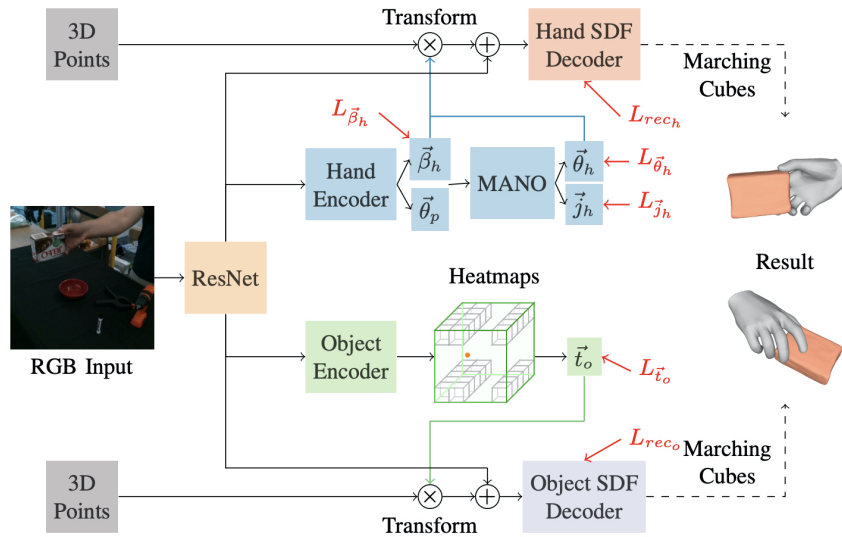 Transform
3D
Points
×
+
Hand SDF
Decoder
Marching
Cubes
$L_{\vec{\beta}_h}$
$L_{rec_h}$
Hand
Encoder
$\vec{\beta}_h$
$\vec{\theta}_p$
MANO
$\vec{\theta}_h$
$\vec{j}_h$
$L_{\vec{\theta}_h}$
$L_{\vec{j}_h}$
ResNet
RGB Input
Heatmaps
Result
Object
Encoder
$\vec{t}_o$
$L_{\vec{t}_o}$
$L_{rec_o}$
Marching
Cubes
3D
Points
×
+
Transform
Object SDF
Decoder